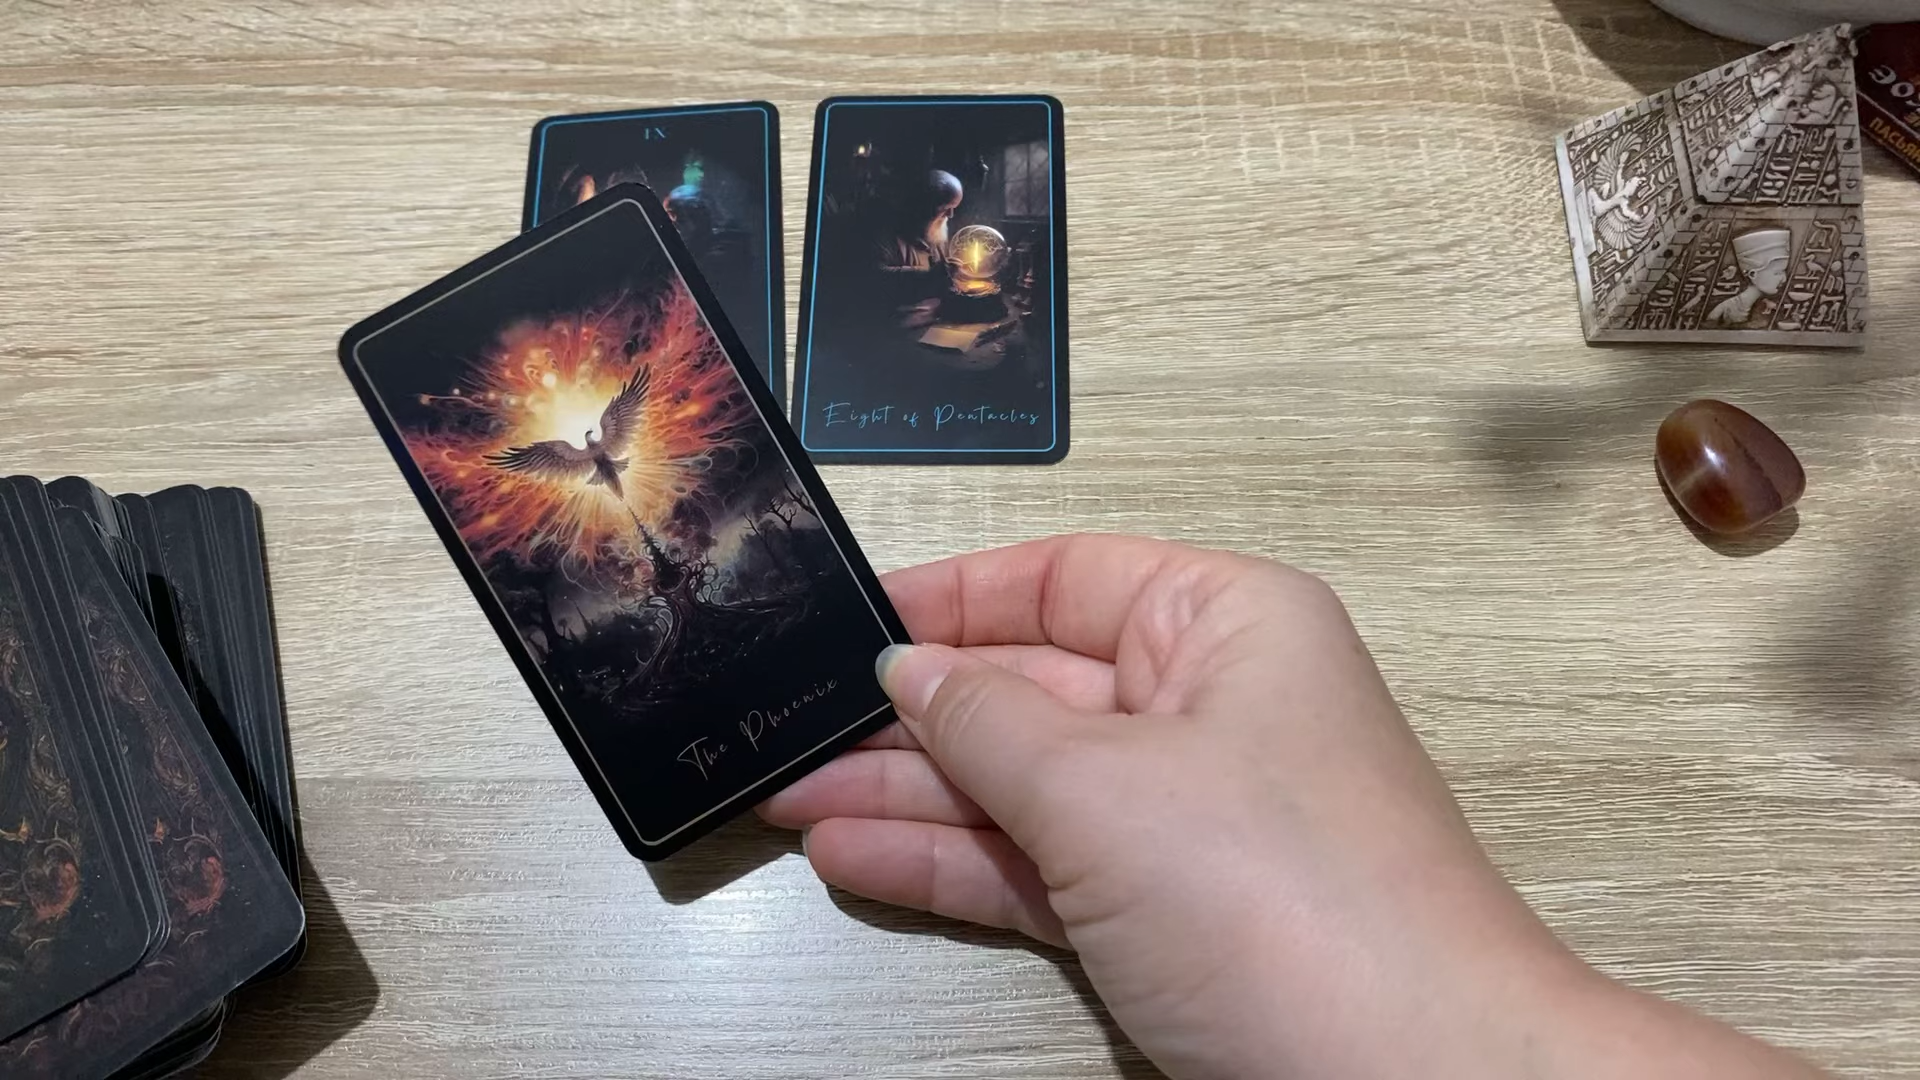 IX
Eight of Pentacles
The Phoenix
ПАСЬЯН